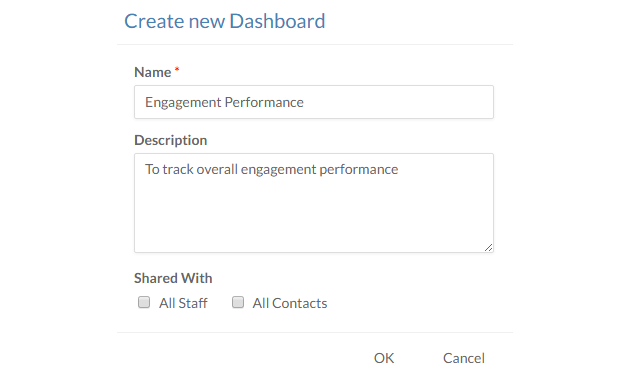 Create new Dashboard
Name *
Engagement Performance
Description
To track overall engagement performance
Shared With
All Staff All Contacts
OK Cancel